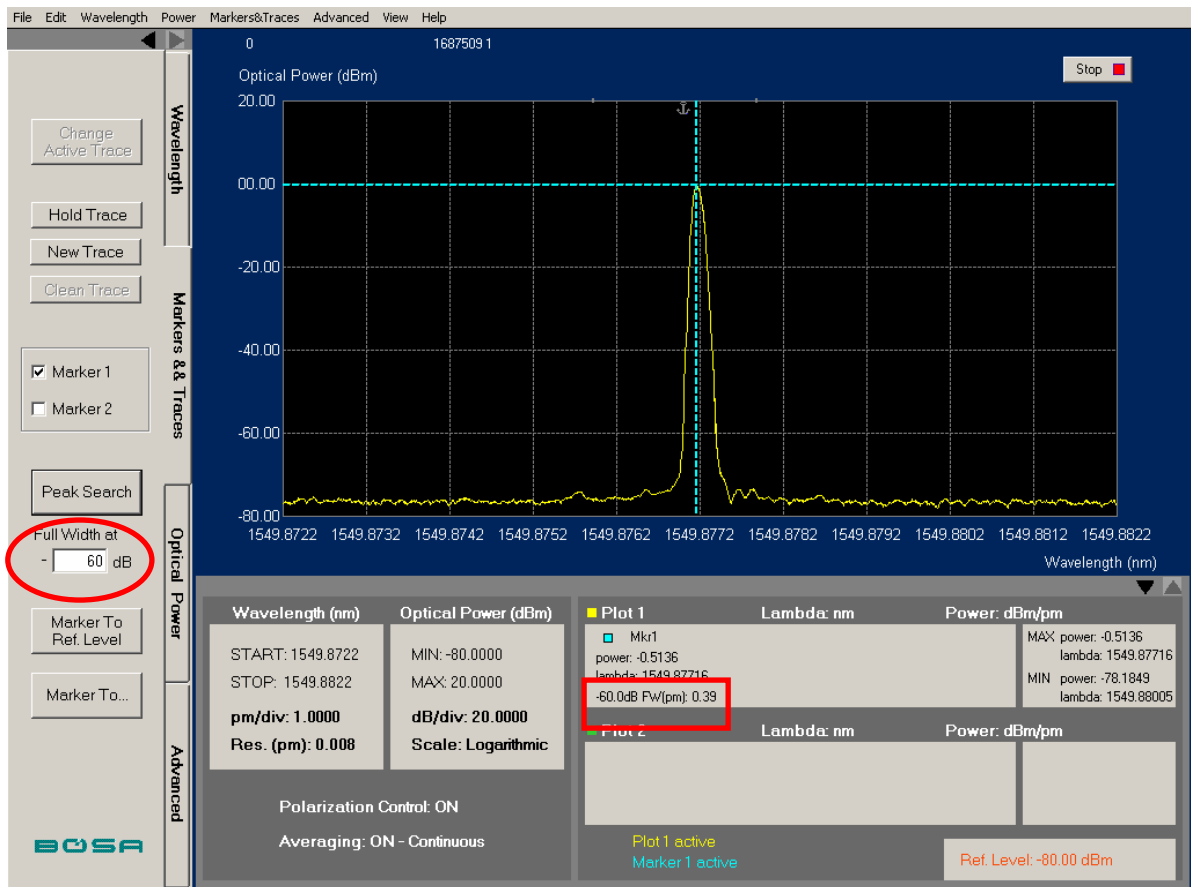 File Edit Wavelength Power Markers&Traces Advanced View Help
0 1687509 1
Optical Power (dBm)
Stop
20.00
00.00
-20.00
-40.00
-60.00
-80.00
1549.8722 1549.8732 1549.8742 1549.8752 1549.8762 1549.8772 1549.8782 1549.8792 1549.8802 1549.8812 1549.8822
Wavelength (nm)
Change
Active Trace
Hold Trace
New Trace
Clean Trace
Marker 1
Marker 2
Peak Search
Full Width at
- 60 dB
Marker To
Ref. Level
Marker To...
BOSA
Wavelength
Markers && Traces
Optical Power
Advanced
Wavelength (nm)
START: 1549.8722
STOP: 1549.8822
pm/div: 1.0000
Res. (pm): 0.008
Optical Power (dBm)
MIN: -80.0000
MAX: 20.0000
dB/div: 20.0000
Scale: Logarithmic
Polarization Control: ON
Averaging: ON - Continuous
Plot 1 Lambda: nm Power: dBm/pm
Mkr1
power: -0.5136
lambda: 1549.87716
-60.0dB FW(pm): 0.39
MAX power: -0.5136
lambda: 1549.87716
MIN power: -78.1849
lambda: 1549.88005
Plot 2 Lambda: nm Power: dBm/pm
Plot 1 active
Marker 1 active
Ref. Level: -80.00 dBm